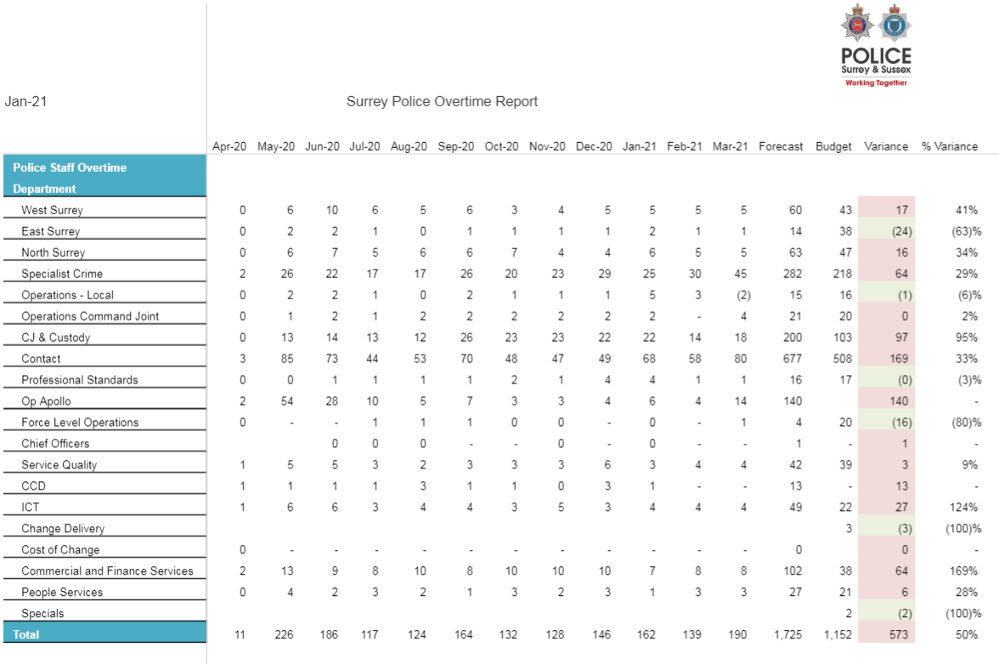 POLICE
Surrey & Sussex
Working Together
Jan-21 Surrey Police Overtime Report
Apr-20 May-20 Jun-20 Jul-20 Aug-20 Sep-20 Oct-20 Nov-20 Dec-20 Jan-21 Feb-21 Mar-21 Forecast Budget Variance % Variance
Police Staff Overtime
Department
West Surrey 0 6 10 6 5 6 3 4 5 5 5 5 60 43 17 41%
East Surrey 0 2 2 1 0 1 1 1 1 2 1 1 14 38 (24) (63)%
North Surrey 0 6 7 5 6 6 7 4 4 6 5 5 63 47 16 34%
Specialist Crime 2 26 22 17 17 26 20 23 29 25 30 45 282 218 64 29%
Operations - Local 0 2 2 1 0 2 1 1 1 5 3 (2) 15 16 (1) (6)%
Operations Command Joint 0 1 2 1 2 2 2 2 2 2 - 4 21 20 0 2%
CJ & Custody 0 13 14 13 12 26 23 23 22 22 14 18 200 103 97 95%
Contact 3 85 73 44 53 70 48 47 49 68 58 80 677 508 169 33%
Professional Standards 0 0 1 1 1 1 2 1 4 4 1 1 16 17 (0) (3)%
Op Apollo 2 54 28 10 5 7 3 3 4 6 4 14 140 140 -
Force Level Operations 0 - - 1 1 1 0 0 - 0 - 1 4 20 (16) (80)%
Chief Officers 0 0 0 - - 0 - 0 - - 1 - 1 -
Service Quality 1 5 5 3 2 3 3 3 6 3 4 4 42 39 3 9%
CCD 1 1 1 1 3 1 1 0 3 1 - - 13 - 13 -
ICT 1 6 6 3 4 4 3 5 3 4 4 4 49 22 27 124%
Change Delivery 3 (3) (100)%
Cost of Change 0 - - - - - - - - - - - 0 0 -
Commercial and Finance Services 2 13 9 8 10 8 10 10 10 7 8 8 102 38 64 169%
People Services 0 4 2 3 2 1 3 2 3 1 3 3 27 21 6 28%
Specials 2 (2) (100)%
Total 11 226 186 117 124 164 132 128 146 162 139 190 1,725 1,152 573 50%